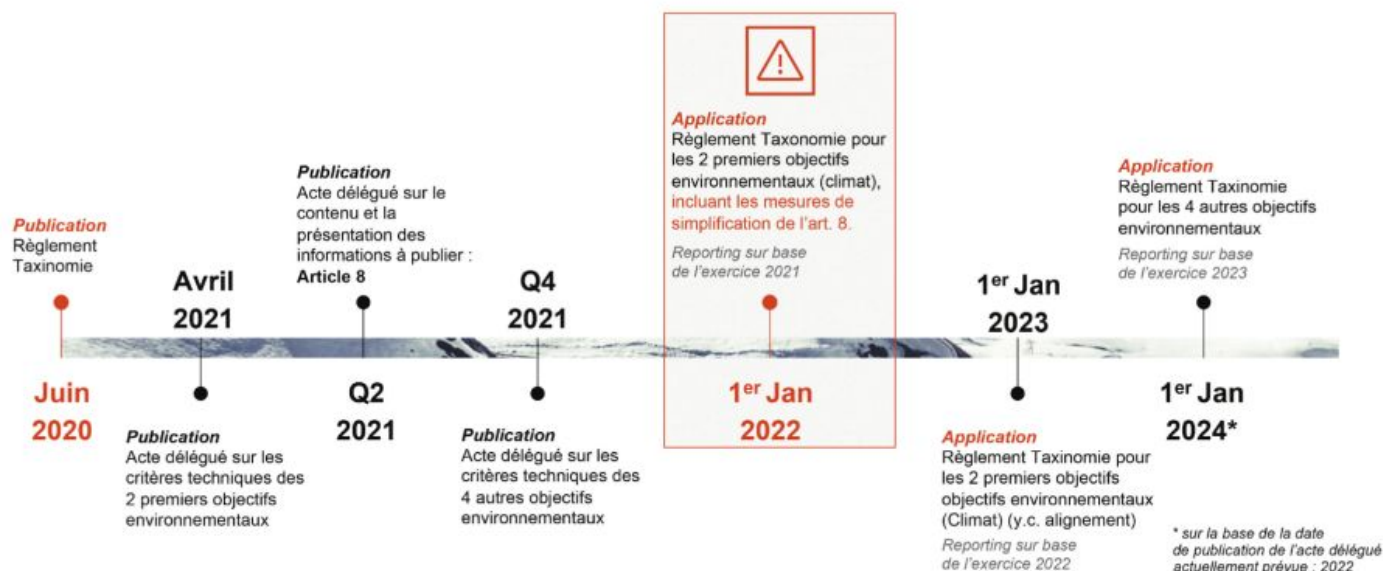 Publication
Règlement
Taxinomie
Juin
2020
Avril
2021
Publication
Acte délégué sur les
critères techniques des
2 premiers objectifs
environnementaux
Publication
Acte délégué sur le
contenu et la
présentation des
informations à publier :
Article 8
Q2
2021
Q4
2021
Publication
Acte délégué sur les
critères techniques des
4 autres objectifs
environnementaux
Application
Règlement Taxonomie pour
les 2 premiers objectifs
environnementaux (climat),
incluant les mesures de
simplification de l'art. 8.
Reporting sur base
de l'exercice 2021
1er Jan
2022
1er Jan
2023
Application
Règlement Taxinomie pour
les 2 premiers objectifs
objectifs environnementaux
(Climat) (y.c. alignement)
Reporting sur base
de l'exercice 2022
Application
Règlement Taxinomie
pour les 4 autres objectifs
environnementaux
Reporting sur base
de l'exercice 2023
1er Jan
2024*
* sur la base de la date
de publication de l'acte délégué
actuellement prévue : 2022